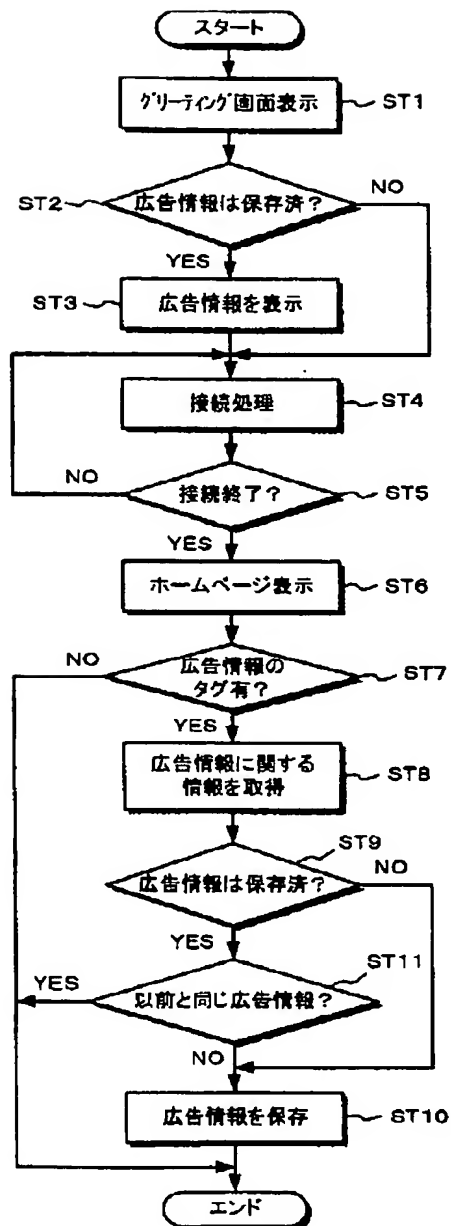 スタート
グリーティング画面表示
ST1
ST2
広告情報は保存済？
NO
YES
ST3
広告情報を表示
接続処理
ST4
NO
接続終了？
ST5
YES
ホームページ表示
ST6
NO
広告情報の
タグ有？
ST7
YES
広告情報に関する
情報を取得
ST8
ST9
広告情報は保存済？
NO
YES
ST11
YES
以前と同じ広告情報？
NO
広告情報を保存
ST10
エンド